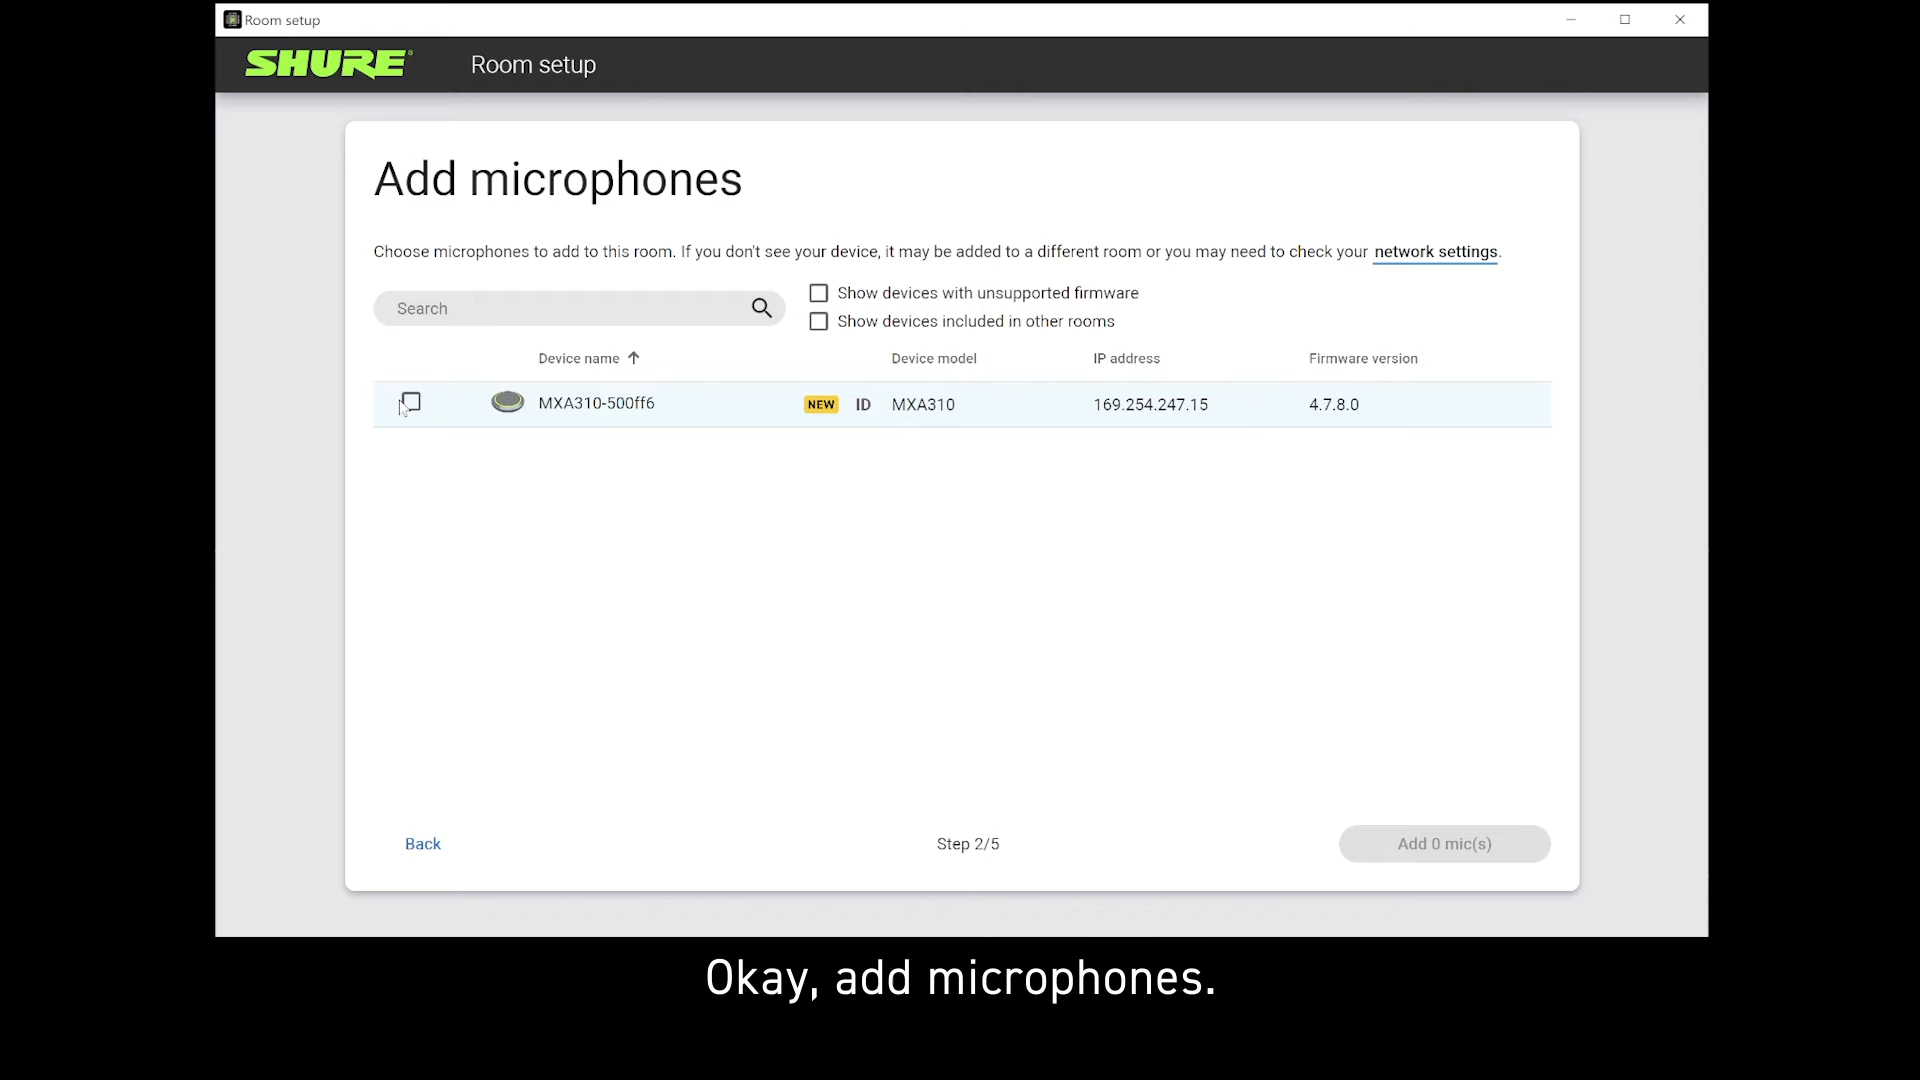 Room setup
SHURE®
Room setup
Add microphones
Choose microphones to add to this room. If you don't see your device, it may be added to a different room or you may need to check your network settings.
Search
Show devices with unsupported firmware
Show devices included in other rooms
Device name
Device model
IP address
Firmware version
MXA310-500ff6
NEW
ID
MXA310
169.254.247.15
4.7.8.0
Back
Step 2/5
Add 0 mic(s)
Okay, add microphones.